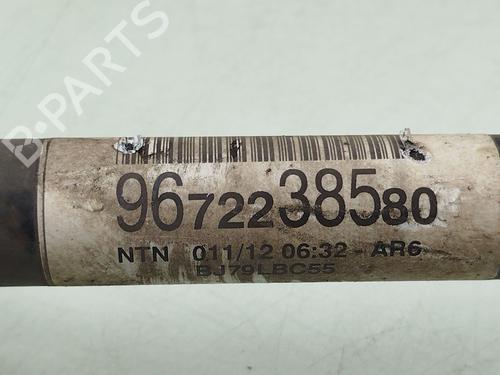 B-PARTS
9672238580
NTN 011/12 06:32 - AR6
BJ79LBC55